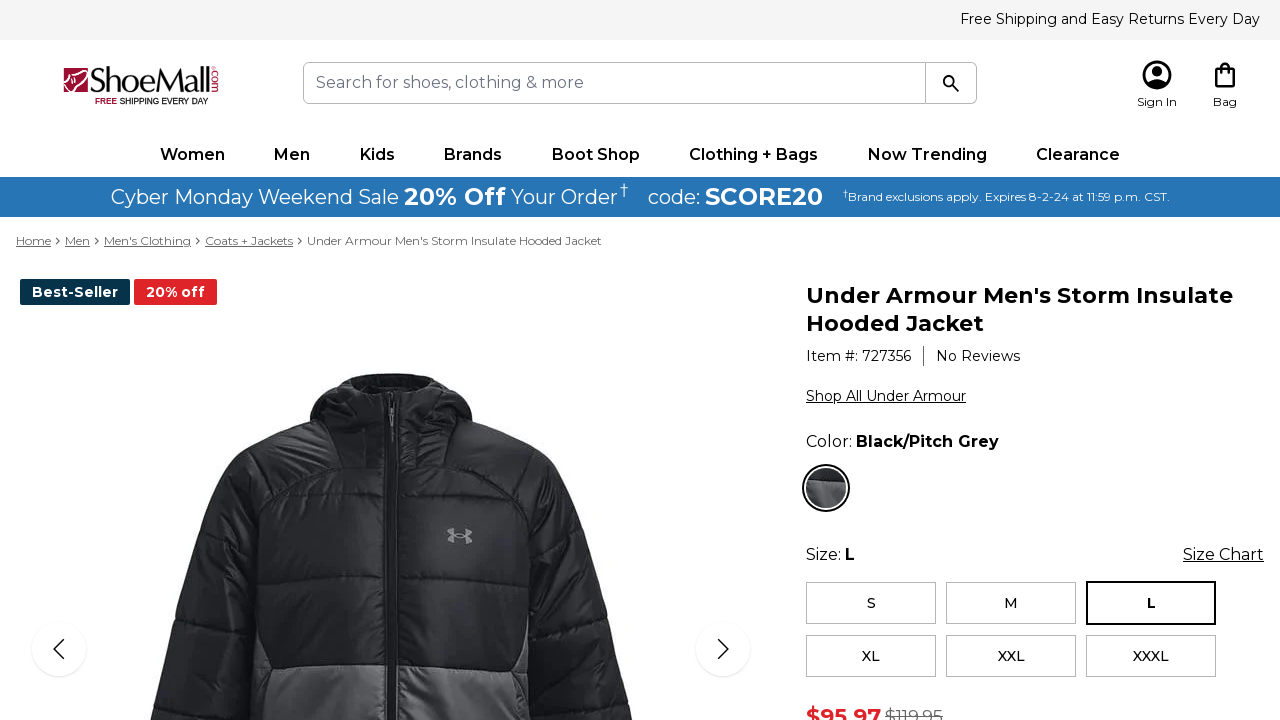 Free Shipping and Easy Returns Every Day
ShoeMall.com
FREE SHIPPING EVERY DAY
Search for shoes, clothing & more
Sign In
Bag
Women Men Kids Brands Boot Shop Clothing + Bags Now Trending Clearance
Cyber Monday Weekend Sale 20% Off Your Order† code: SCORE20 †Brand exclusions apply. Expires 8-2-24 at 11:59 p.m. CST.
Home > Men > Men's Clothing > Coats + Jackets > Under Armour Men's Storm Insulate Hooded Jacket
Best-Seller 20% off
Under Armour Men's Storm Insulate
Hooded Jacket
Item #: 727356 No Reviews
Shop All Under Armour
Color: Black/Pitch Grey
Size: L Size Chart
S M L
XL XXL XXXL
$95.97 $119.95